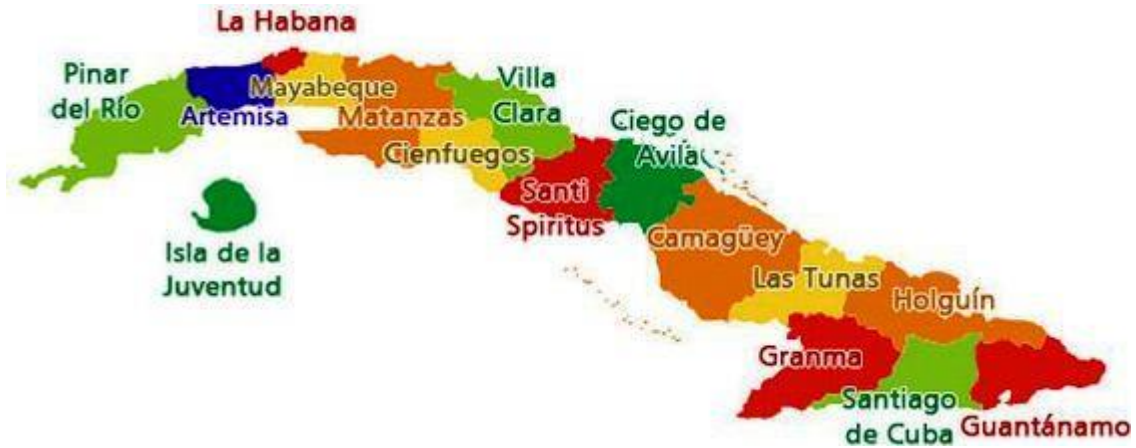 La Habana
Pinar
del Río
Artemisa
Mayabeque
Matanzas
Villa
Clara
Cienfuegos
Santi
Spiritus
Ciego de
Avila
Isla de la
Juventud
Camagüey
Las Tunas
Holguín
Granma
Santiago
de Cuba
Guantánamo